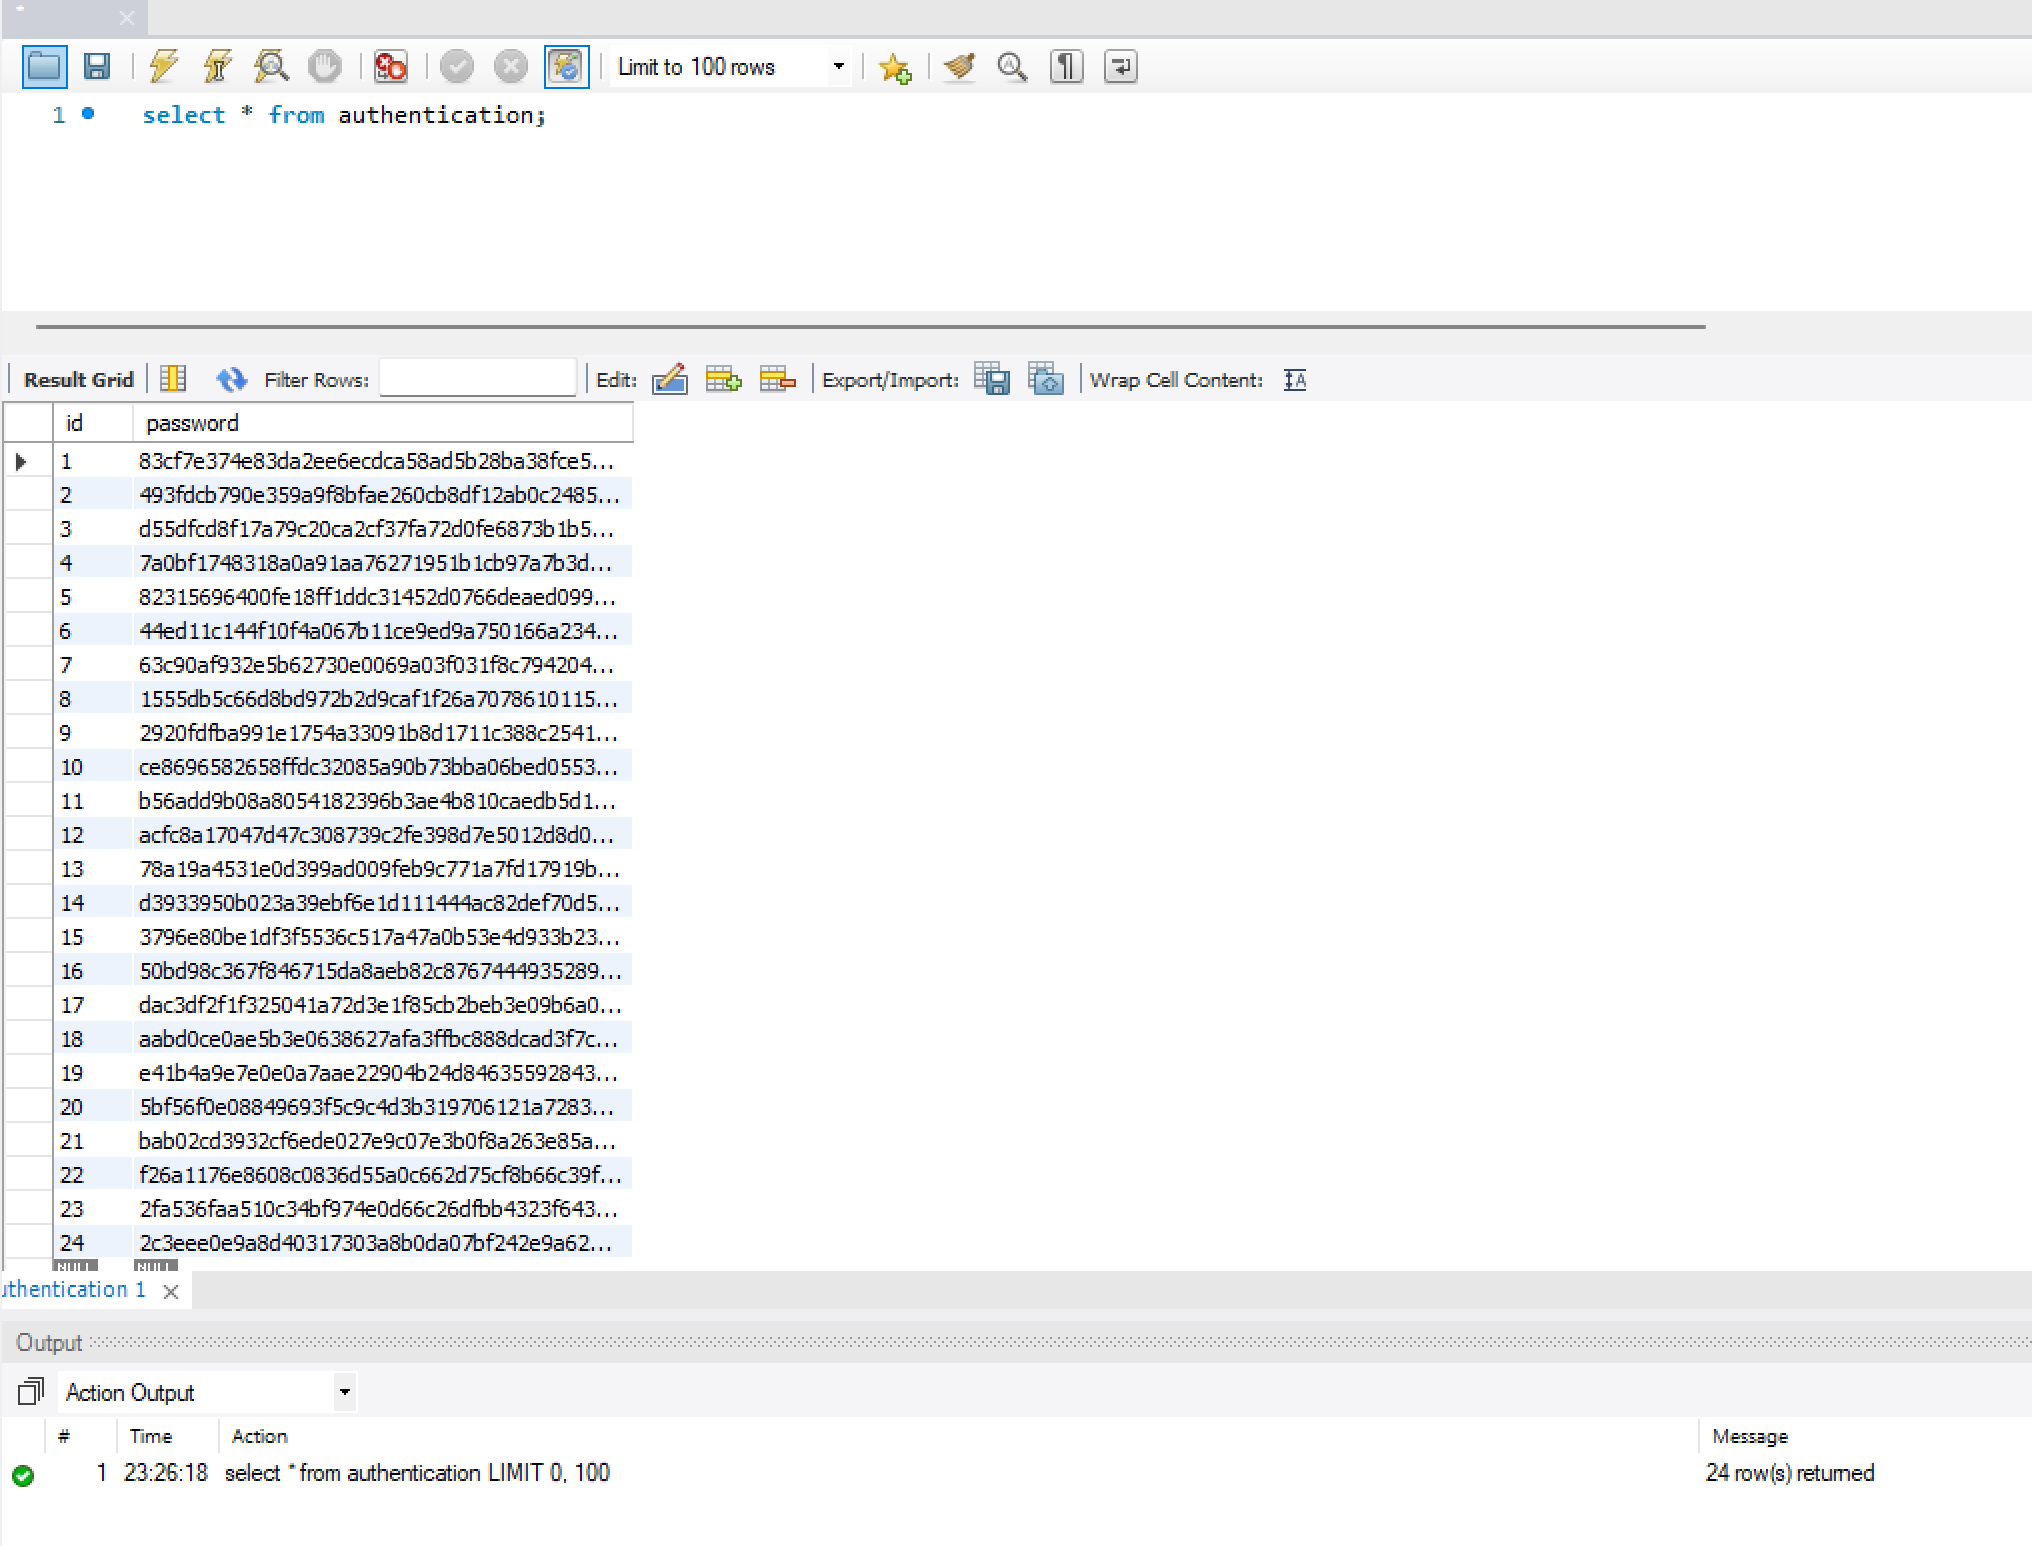 Limit to 100 rows
1 select * from authentication;
Result Grid Filter Rows: Edit: Export/Import: Wrap Cell Content:
id password
1 83cf7e374e83da2ee6ecdca58ad5b28ba38fce5...
2 493fdcb790e359a9f8bfae260cb8df12ab0c2485...
3 d55dfcd8f17a79c20ca2cf37fa72d0fe6873b1b5...
4 7a0bf1748318a0a91aa76271951b1cb97a7b3d...
5 82315696400fe18ff1ddc31452d0766deaed099...
6 44ed11c144f10f4a067b11ce9ed9a750166a234...
7 63c90af932e5b62730e0069a03f031f8c794204...
8 1555db5c66d8bd972b2d9caf1f26a7078610115...
9 2920fdfba991e1754a33091b8d1711c388c2541...
10 ce8696582658ffdc32085a90b73bba06bed0553...
11 b56add9b08a8054182396b3ae4b810caedb5d1...
12 acfc8a17047d47c308739c2fe398d7e5012d8d0...
13 78a19a4531e0d399ad009feb9c771a7fd17919b...
14 d3933950b023a39ebf6e1d111444ac82def70d5...
15 3796e80be1df3f5536c517a47a0b53e4d933b23...
16 50bd98c367f846715da8aeb82c8767444935289...
17 dac3df2f1f325041a72d3e1f85cb2beb3e09b6a0...
18 aabd0ce0ae5b3e0638627afa3ffbc888dcad3f7c...
19 e41b4a9e7e0e0a7aae22904b24d84635592843...
20 5bf56f0e08849693f5c9c4d3b319706121a7283...
21 bab02cd3932cf6ede027e9c07e3b0f8a263e85a...
22 f26a1176e8608c0836d55a0c662d75cf8b66c39f...
23 2fa536faa510c34bf974e0d66c26dfbb4323f643...
24 2c3eee0e9a8d40317303a8b0da07bf242e9a62...
NULL NULL
uthentication 1
Output
Action Output
# Time Action Message
1 23:26:18 select * from authentication LIMIT 0, 100 24 row(s) returned